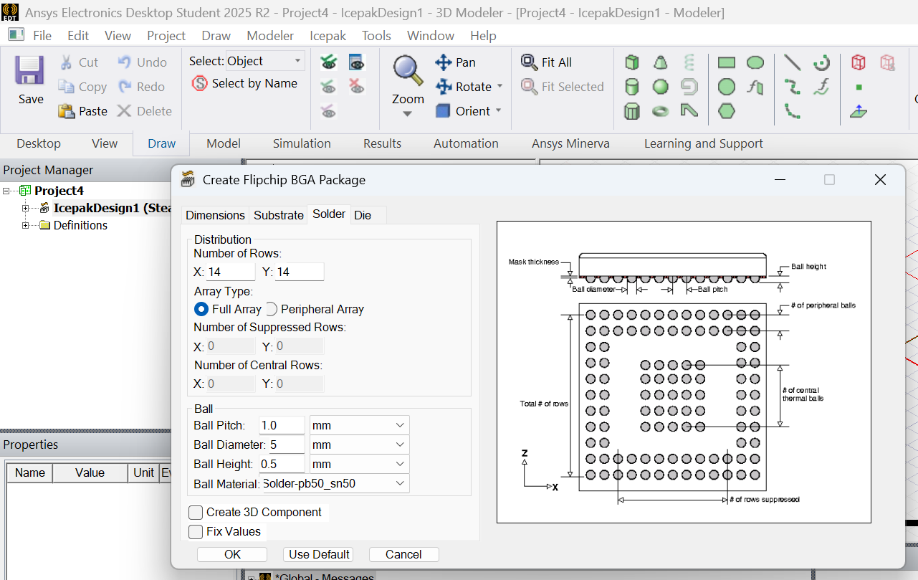 Ansys Electronics Desktop Student 2025 R2 - Project4 - IcepakDesign1 - 3D Modeler - [Project4 - IcepakDesign1 - Modeler]
File Edit View Project Draw Modeler Icepak Tools Window Help
Save
Cut
Copy
Paste
Undo
Redo
Delete
Select: Object
Select by Name
Zoom
Pan
Rotate
Orient
Fit All
Fit Selected
Desktop View Draw Model Simulation Results Automation Ansys Minerva Learning and Support
Project Manager
Project4
IcepakDesign1 (Stea
Definitions
Properties
Name Value Unit
Create Flipchip BGA Package
Dimensions Substrate Solder Die
Distribution
Number of Rows:
X: 14 Y: 14
Array Type:
Full Array Peripheral Array
Number of Suppressed Rows:
X: 0 Y: 0
Number of Central Rows:
X: 0 Y: 0
Ball
Ball Pitch: 1.0 mm
Ball Diameter: 5 mm
Ball Height: 0.5 mm
Ball Material: Solder-pb50_sn50
Create 3D Component
Fix Values
OK Use Default Cancel
Mask thickness
Ball height
Ball diameter
Ball pitch
# of peripheral balls
Total # of rows
# of central
thermal balls
Z
X
# of rows suppressed
*Global - Messages